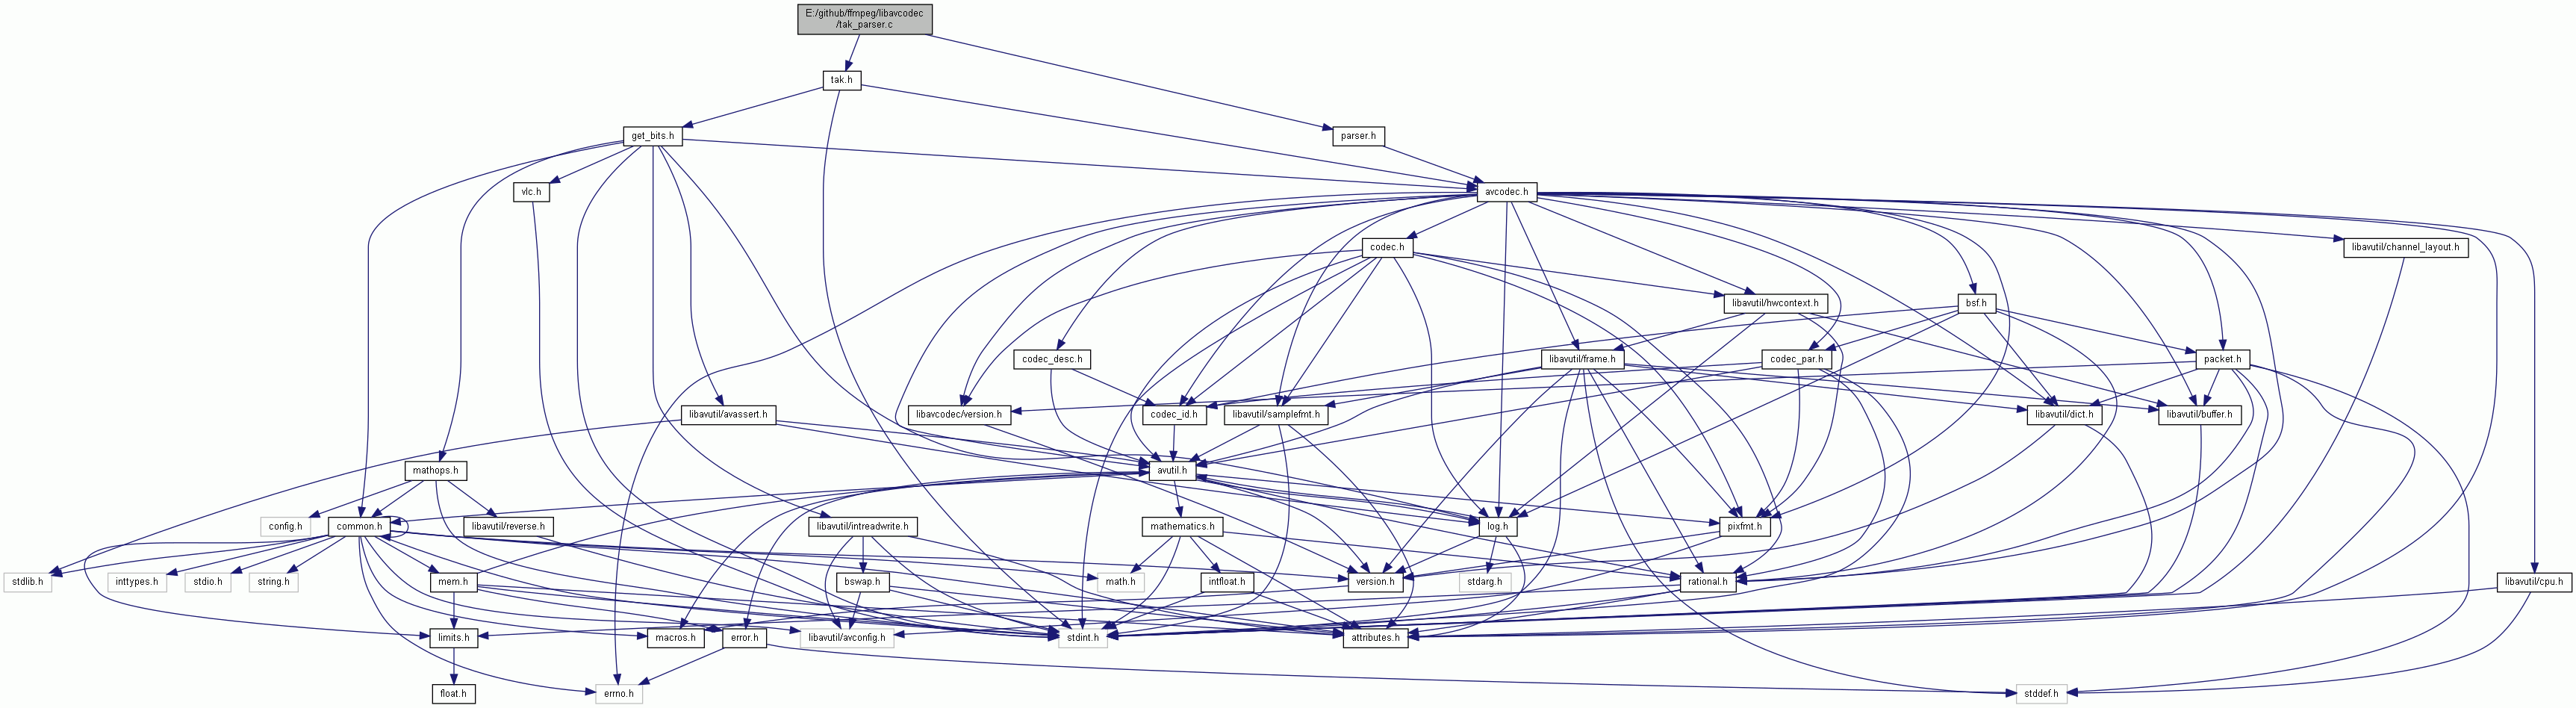 E:/github/ffmpeg/libavcodec
/tak_parser.c
tak.h
get_bits.h
parser.h
vlc.h
avcodec.h
codec.h
libavutil/channel_layout.h
libavutil/hwcontext.h
bsf.h
codec_desc.h
libavutil/frame.h
codec_par.h
packet.h
libavutil/avassert.h
libavcodec/version.h
codec_id.h
libavutil/samplefmt.h
libavutil/dict.h
libavutil/buffer.h
mathops.h
avutil.h
config.h
common.h
libavutil/reverse.h
libavutil/intreadwrite.h
mathematics.h
log.h
pixfmt.h
stdlib.h
inttypes.h
stdio.h
string.h
mem.h
math.h
bswap.h
intfloat.h
version.h
stdarg.h
rational.h
libavutil/cpu.h
limits.h
macros.h
error.h
libavutil/avconfig.h
stdint.h
attributes.h
float.h
errno.h
stddef.h